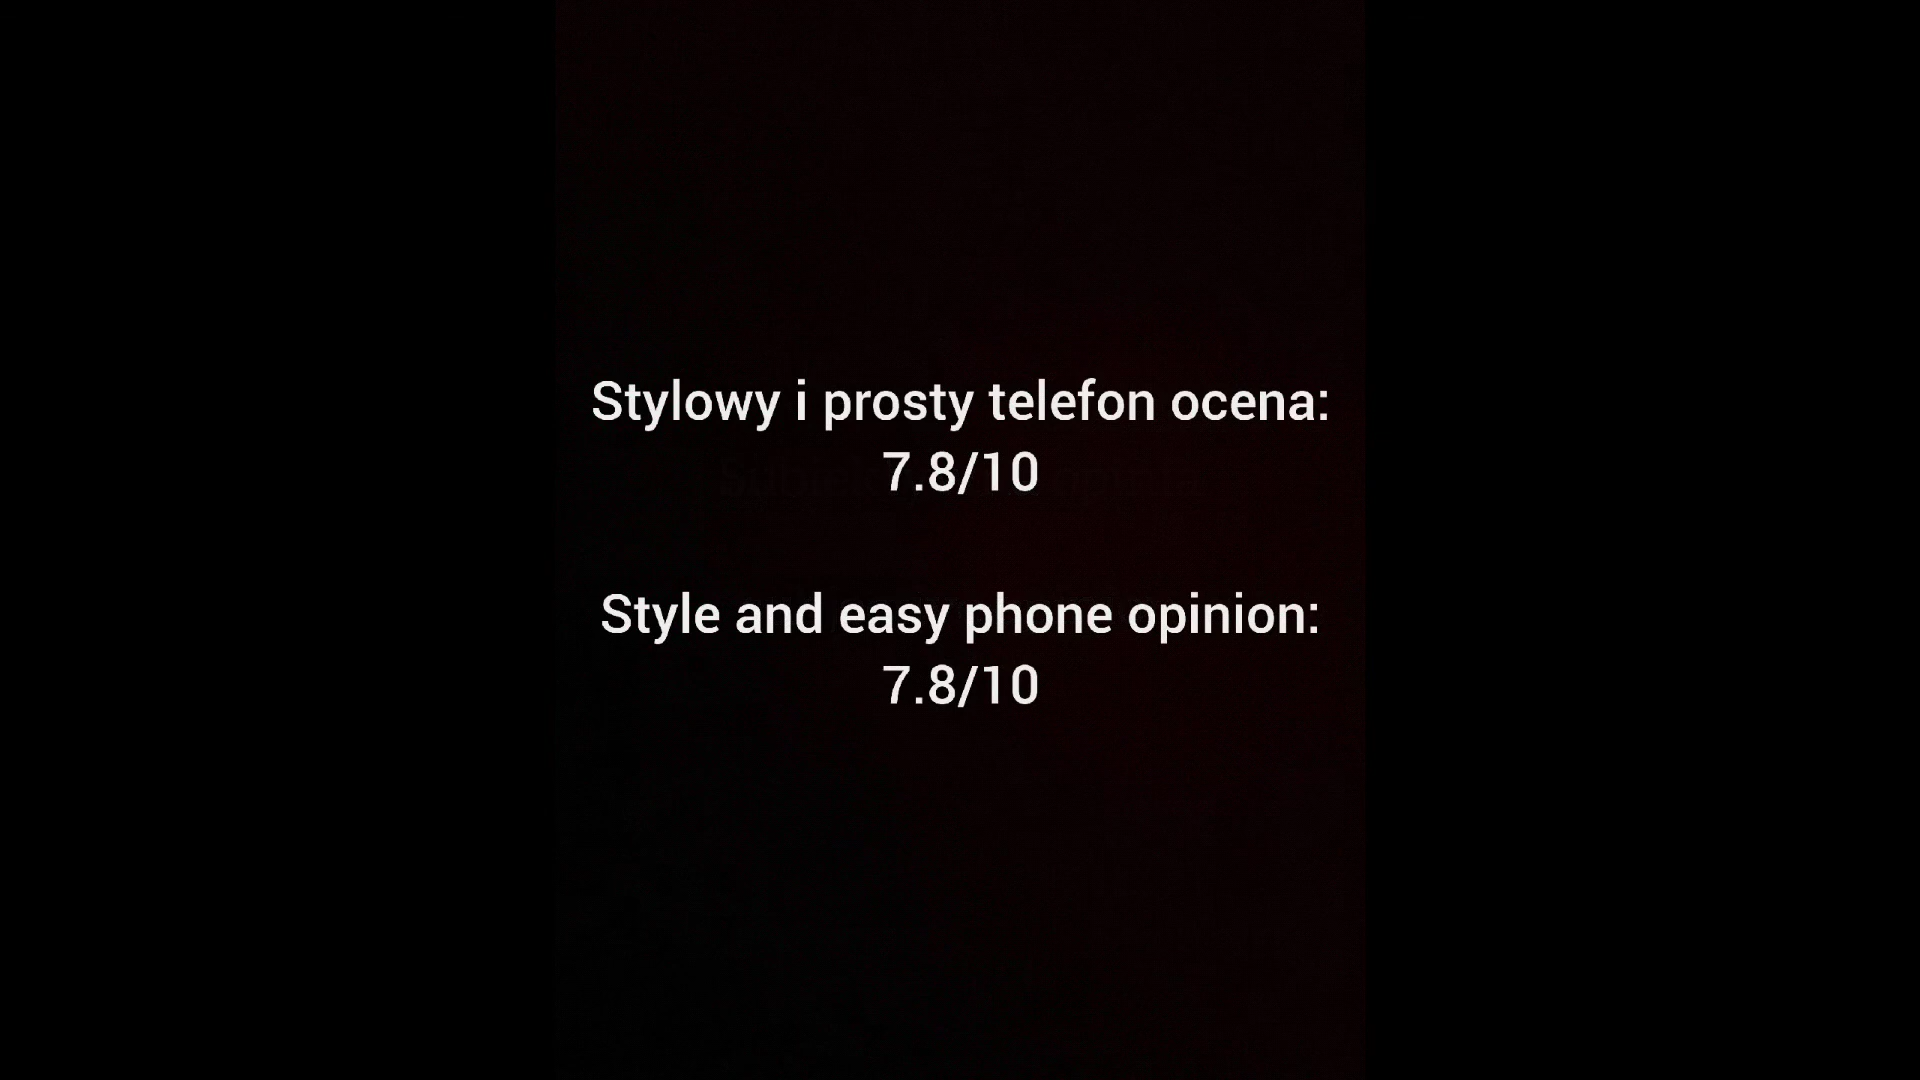 Stylowy i prosty telefon ocena:
7.8/10
Style and easy phone opinion:
7.8/10